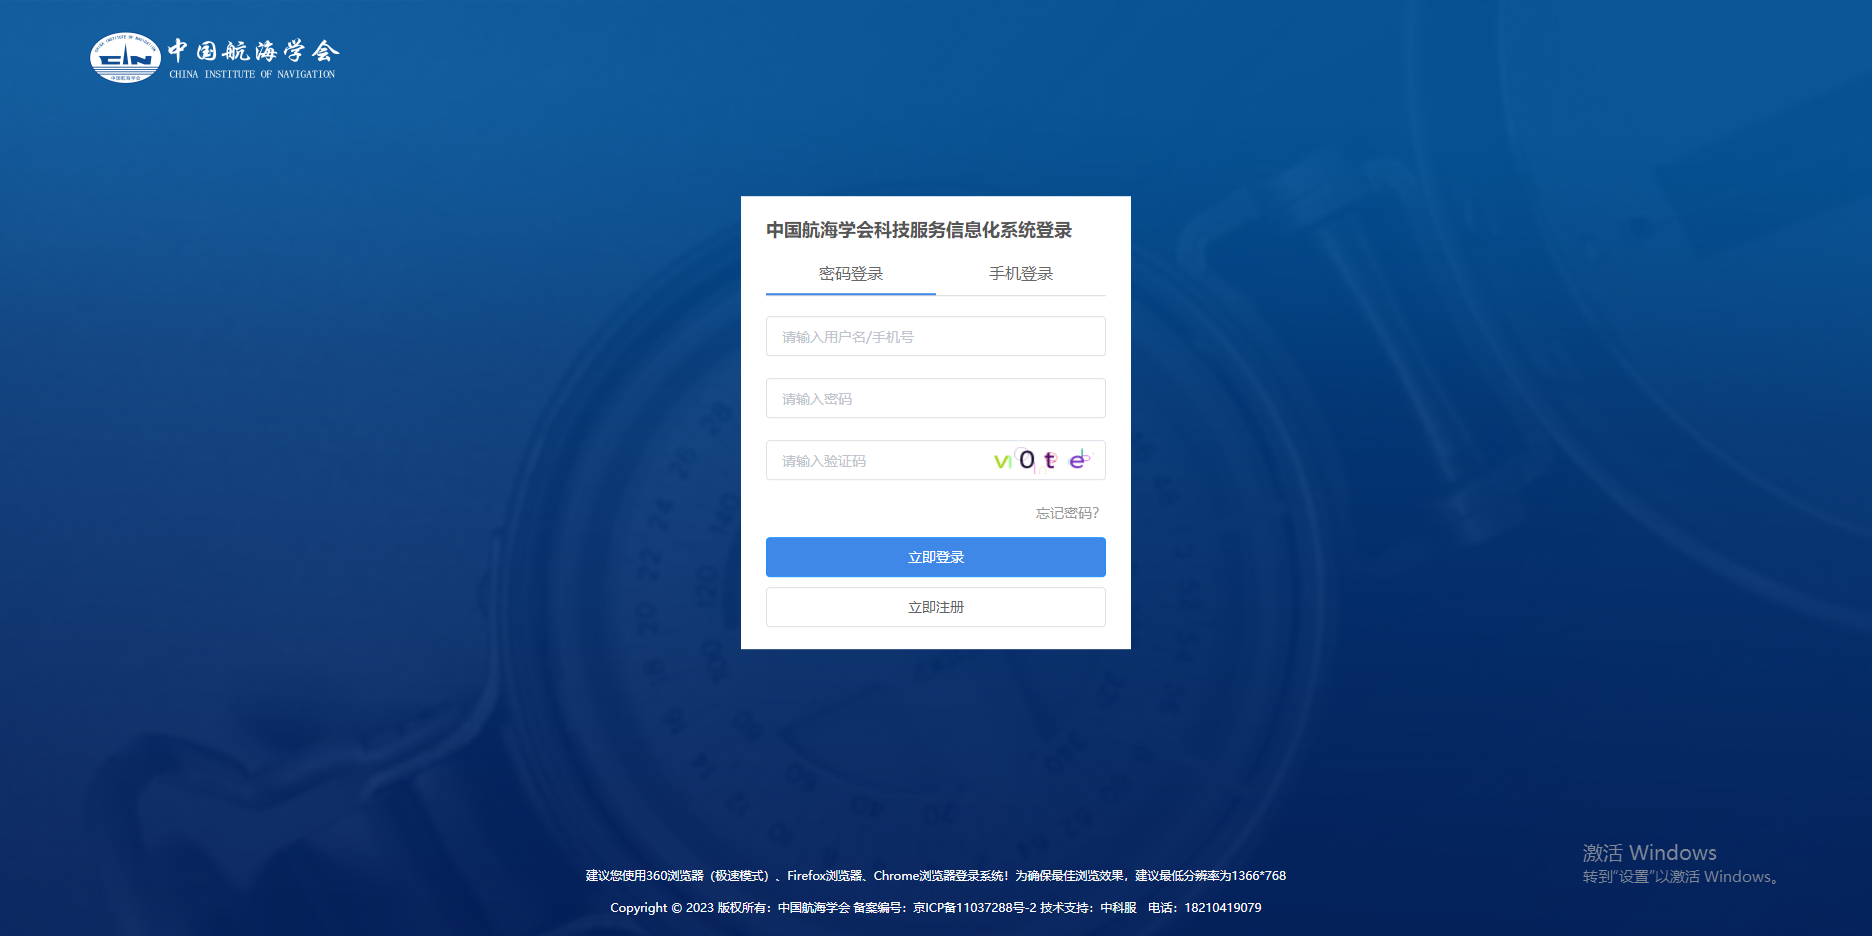 中国航海学会
CHINA INSTITUTE OF NAVIGATION
中国航海学会科技服务信息化系统登录
密码登录
手机登录
请输入用户名/手机号
请输入密码
请输入验证码
v0te
忘记密码?
立即登录
立即注册
激活 Windows
转到“设置”以激活 Windows。
建议您使用360浏览器（极速模式）、Firefox浏览器、Chrome浏览器登录系统！为确保最佳浏览效果，建议最低分辨率为1366*768
Copyright © 2023 版权所有：中国航海学会 备案编号：京ICP备11037288号-2 技术支持：中科服 电话：18210419079